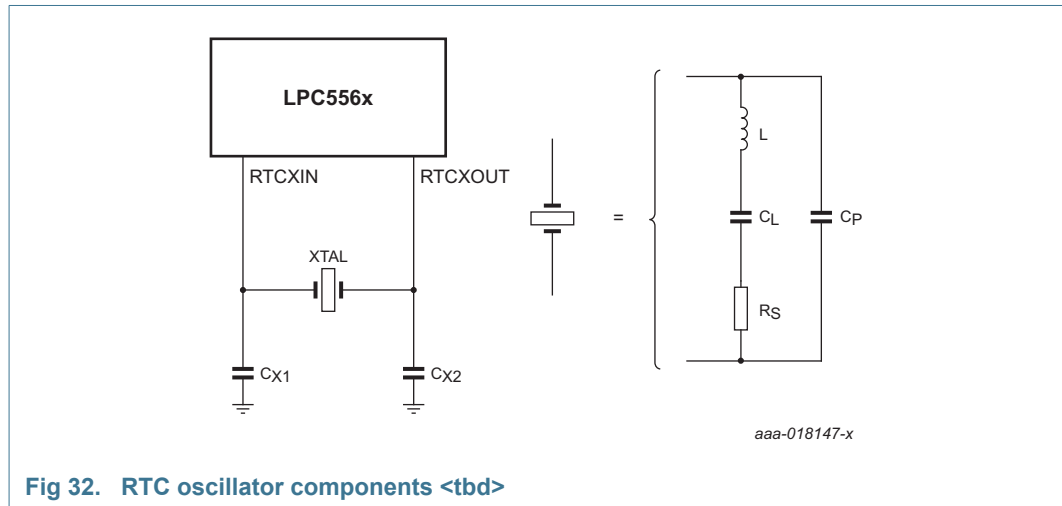 LPC556x
RTCXIN
RTCXOUT
XTAL
CX1
CX2
=
L
CL
CP
RS
aaa-018147-x
Fig 32. RTC oscillator components <tbd>